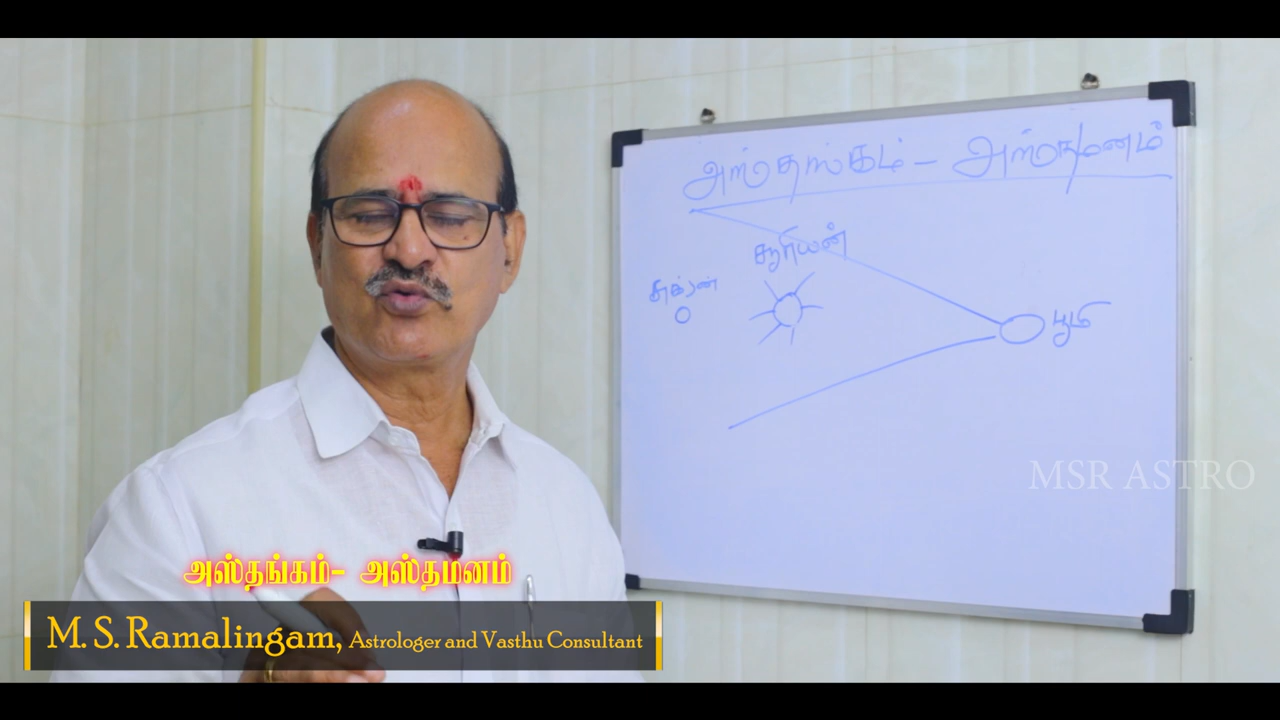 அஸ்தங்கம் - அஸ்தமனம்
சூரியன்
சுக்ரன்
பூமி
MSR ASTRO
அஸ்தங்கம்- அஸ்தமனம்
M. S. Ramalingam, Astrologer and Vasthu Consultant